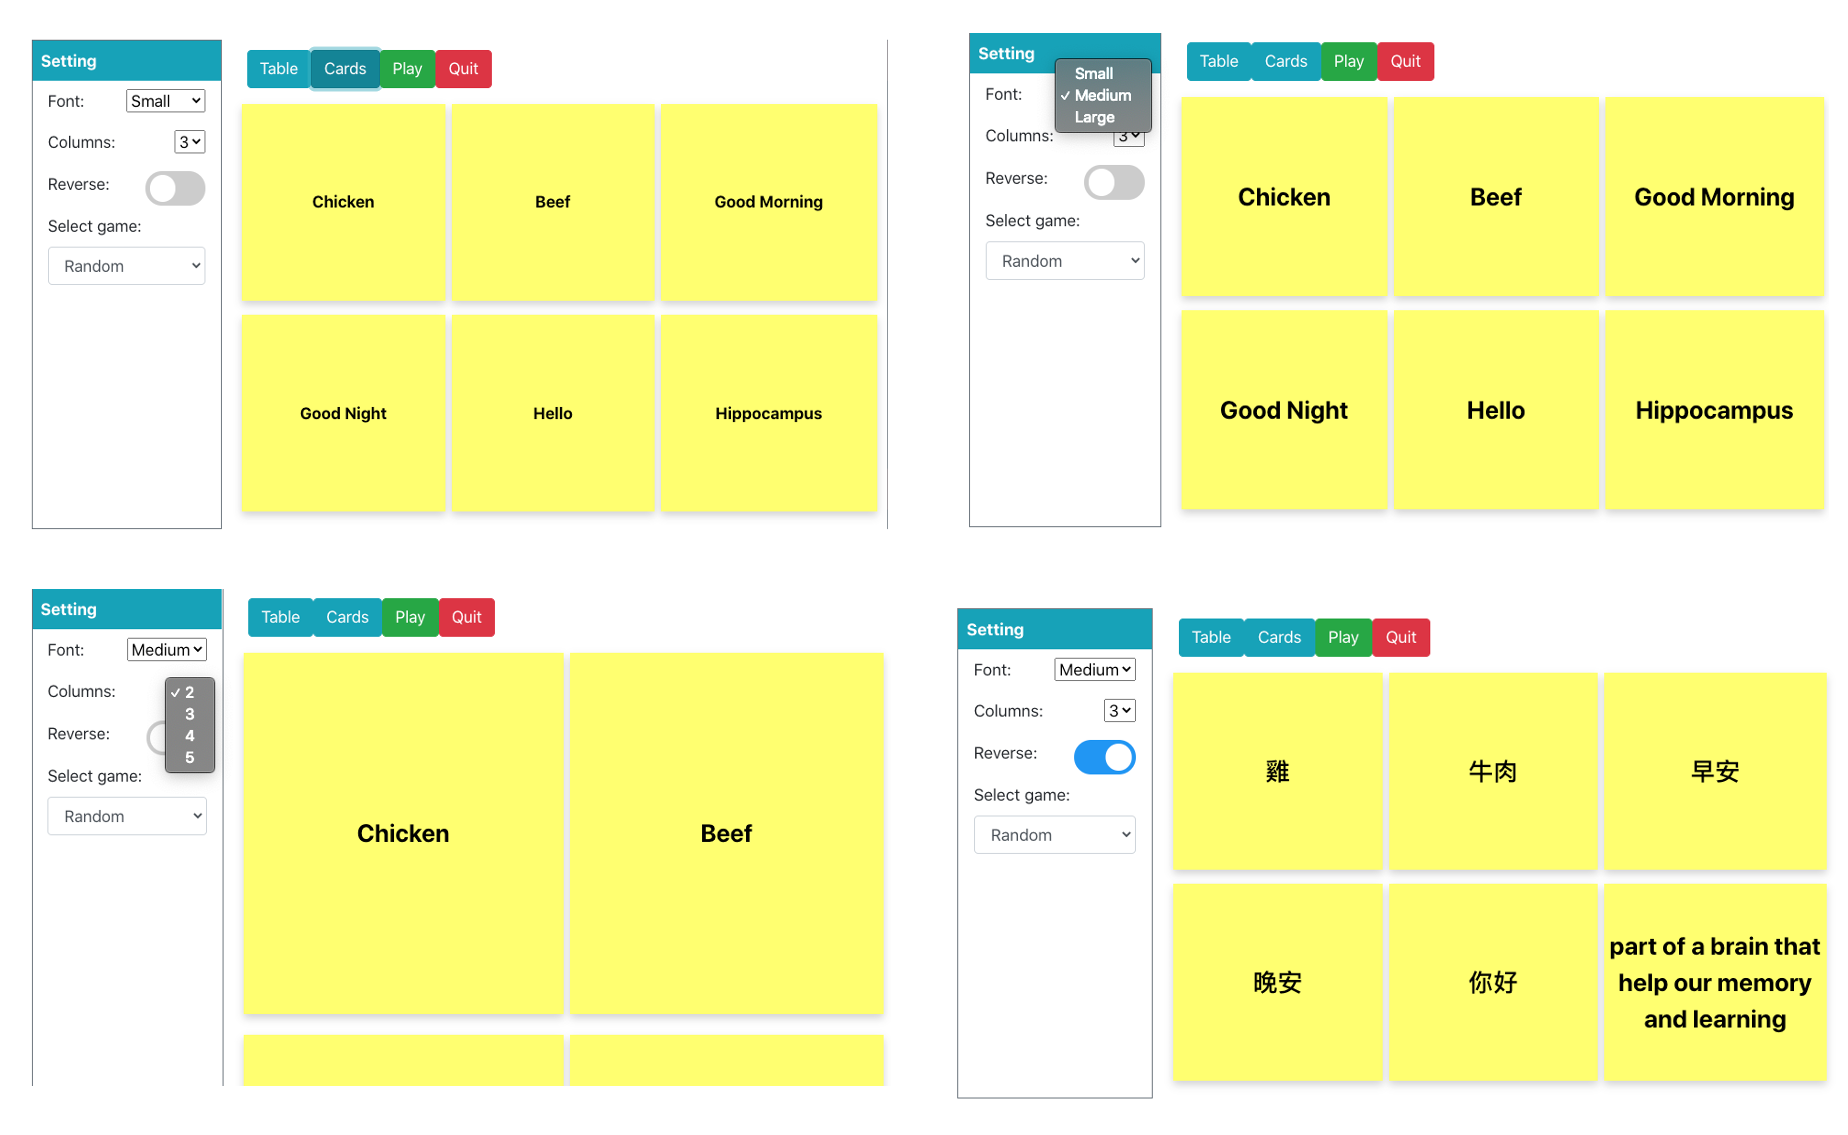 Setting
Font:
Small
Columns:
3
Reverse:
Select game:
Random
Table Cards Play Quit
Chicken Beef Good Morning
Good Night Hello Hippocampus
Setting
Small
Font:
✓ Medium
Large
Columns:
3
Reverse:
Select game:
Random
Table Cards Play Quit
Chicken Beef Good Morning
Good Night Hello Hippocampus
Setting
Font:
Medium
Columns:
✓ 2
3
Reverse:
4
5
Select game:
Random
Table Cards Play Quit
Chicken Beef
Setting
Font:
Medium
Columns:
3
Reverse:
Select game:
Random
Table Cards Play Quit
雞 牛肉 早安
晚安 你好
part of a brain that
help our memory
and learning